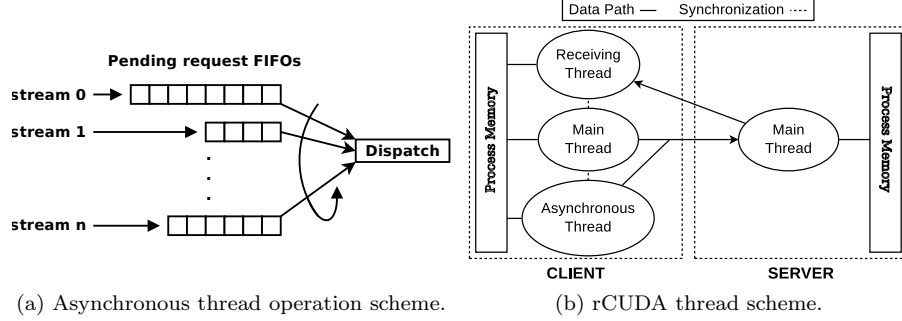 Pending request FIFOs
stream 0
stream 1
.
.
.
stream n
Dispatch
(a) Asynchronous thread operation scheme.
Data Path
Synchronization
Process Memory
Receiving
Thread
Main
Thread
Asynchronous
Thread
Main
Thread
Process Memory
CLIENT
SERVER
(b) rCUDA thread scheme.